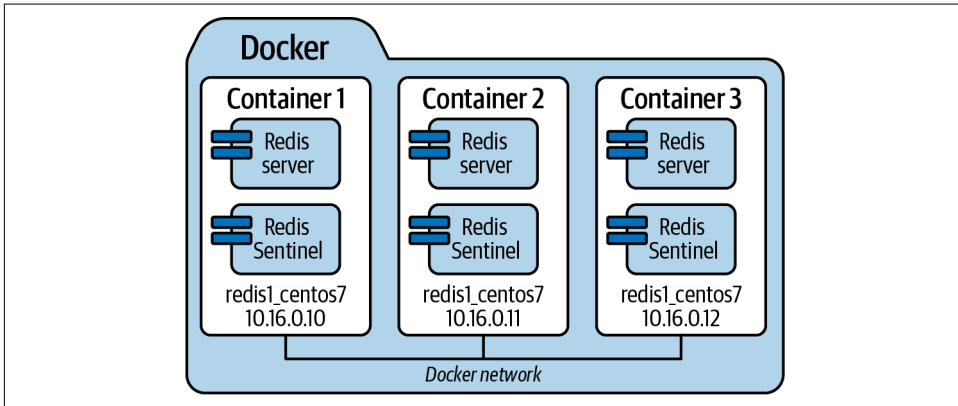 Docker
Container 1
Redis
server
Redis
Sentinel
redis1_centos7
10.16.0.10
Container 2
Redis
server
Redis
Sentinel
redis1_centos7
10.16.0.11
Container 3
Redis
server
Redis
Sentinel
redis1_centos7
10.16.0.12
Docker network